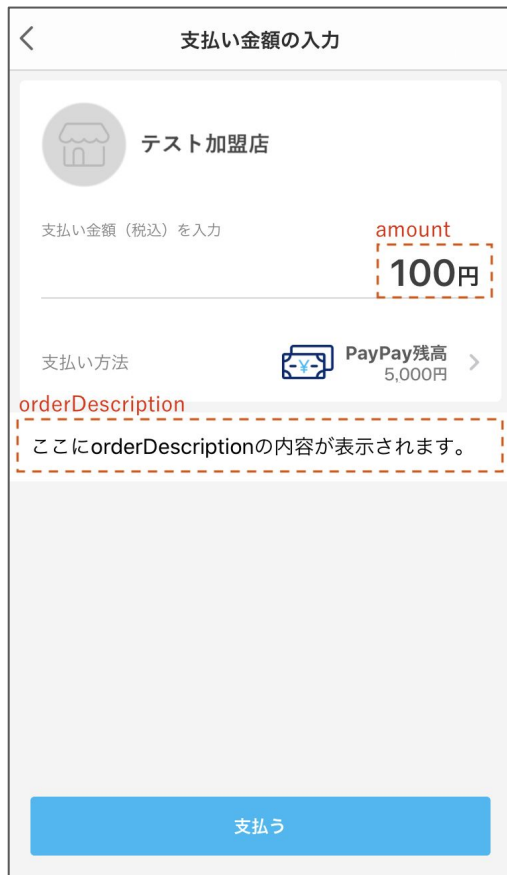 支払い金額の入力
テスト加盟店
支払い金額（税込）を入力
amount
100円
支払い方法
PayPay残高
5,000円
orderDescription
ここにorderDescriptionの内容が表示されます。
支払う